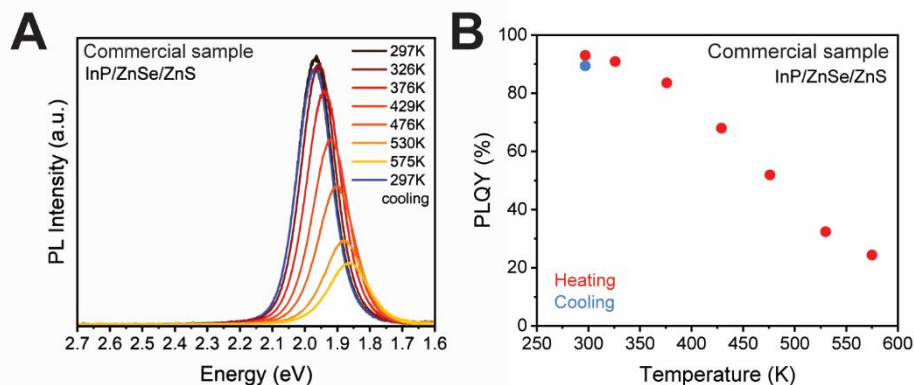 A
Commercial sample
InP/ZnSe/ZnS
297K
326K
376K
429K
476K
530K
575K
297K
cooling
PL Intensity (a.u.)
2.7 2.6 2.5 2.4 2.3 2.2 2.1 2.0 1.9 1.8 1.7 1.6
Energy (eV)
B
Commercial sample
InP/ZnSe/ZnS
100
80
60
40
20
0
PLQY (%)
Heating
Cooling
250 300 350 400 450 500 550 600
Temperature (K)